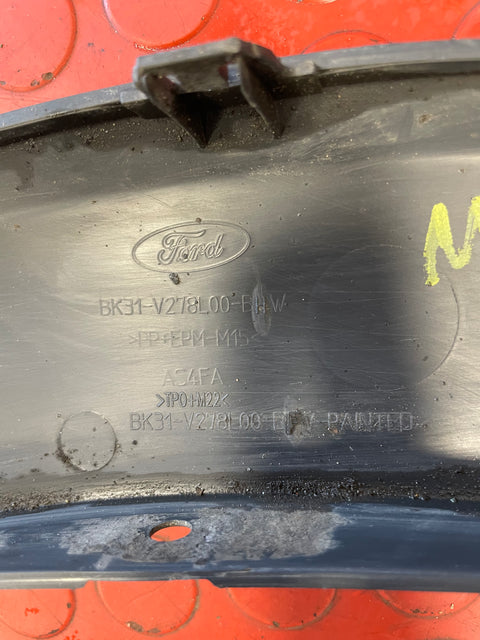 Ford
BK31-V278L00-
>PP+EPM-M15<
AS4FA
>TPO+M22<
BK31-V278L00- PAINTED
M